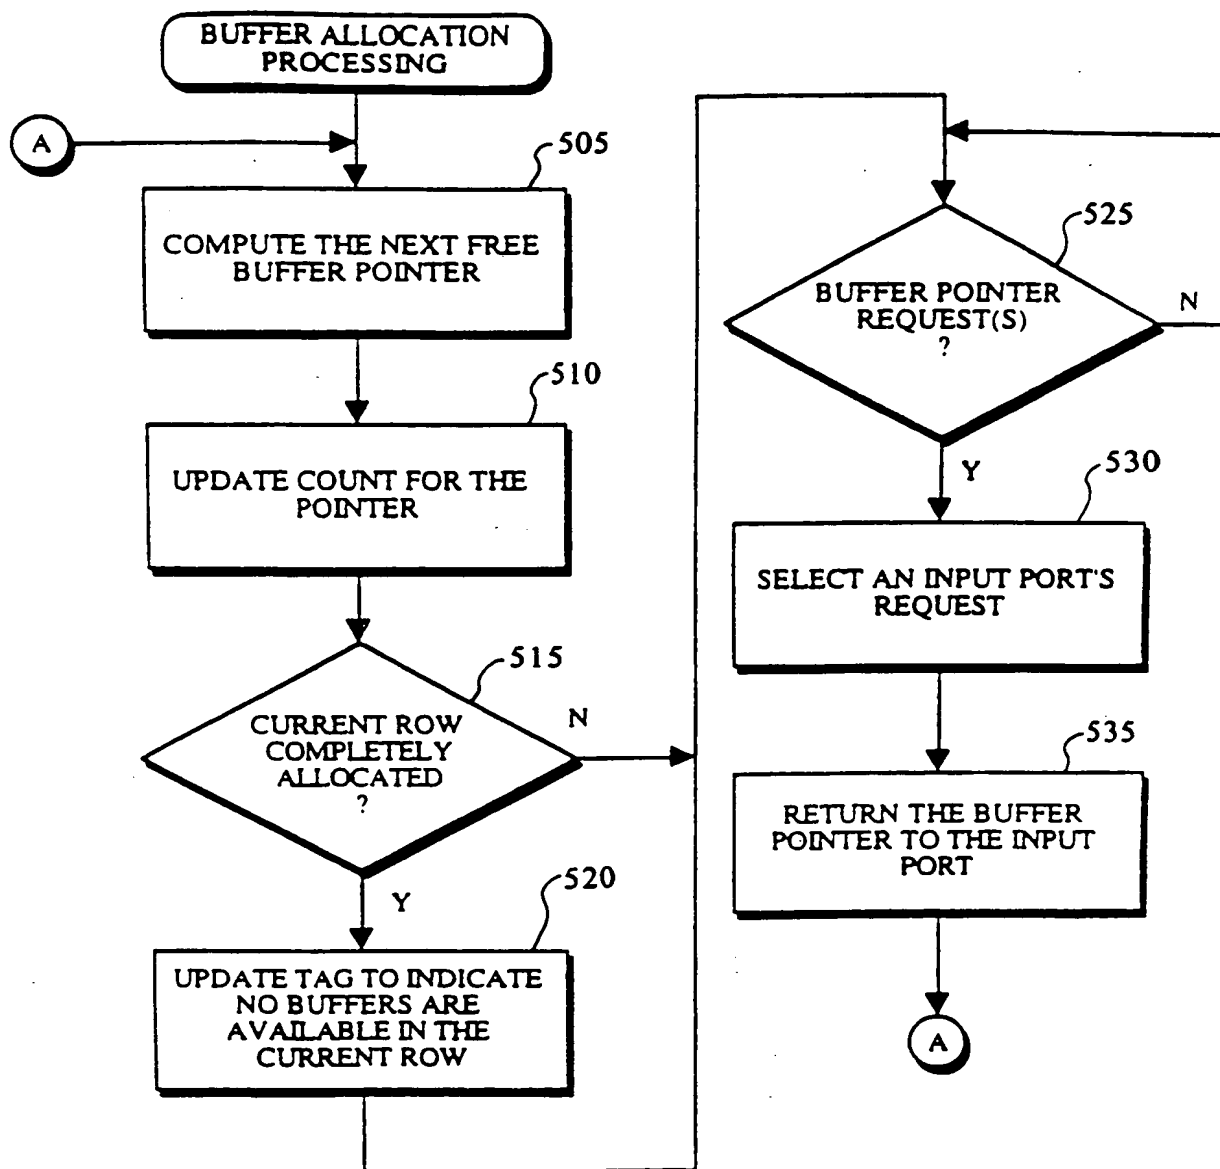 BUFFER ALLOCATION
PROCESSING
A
505
COMPUTE THE NEXT FREE
BUFFER POINTER
510
UPDATE COUNT FOR THE
POINTER
515
CURRENT ROW
COMPLETELY
ALLOCATED
?
N
Y
520
UPDATE TAG TO INDICATE
NO BUFFERS ARE
AVAILABLE IN THE
CURRENT ROW
525
BUFFER POINTER
REQUEST(S)
?
N
Y
530
SELECT AN INPUT PORT'S
REQUEST
535
RETURN THE BUFFER
POINTER TO THE INPUT
PORT
A